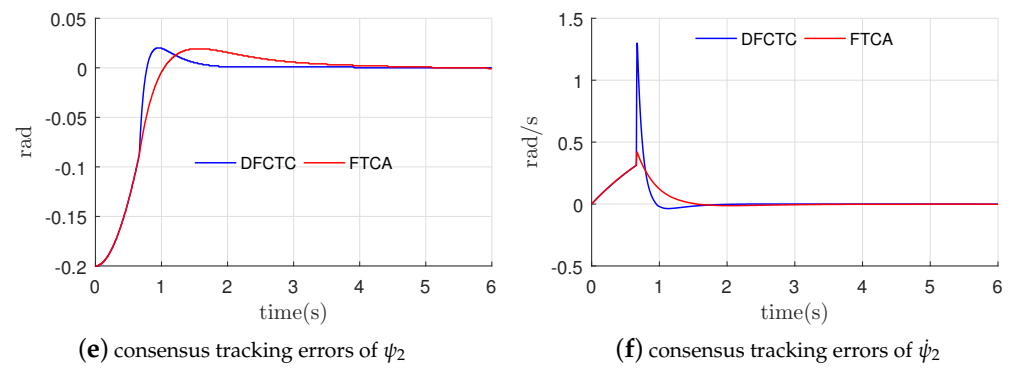 0.05
0
-0.05
-0.1
-0.15
-0.2
rad
DFCTC FTCA
0 1 2 3 4 5 6
time(s)
(e) consensus tracking errors of ψ₂
1.5
1
0.5
0
-0.5
rad/s
DFCTC FTCA
0 1 2 3 4 5 6
time(s)
(f) consensus tracking errors of ψ̇₂